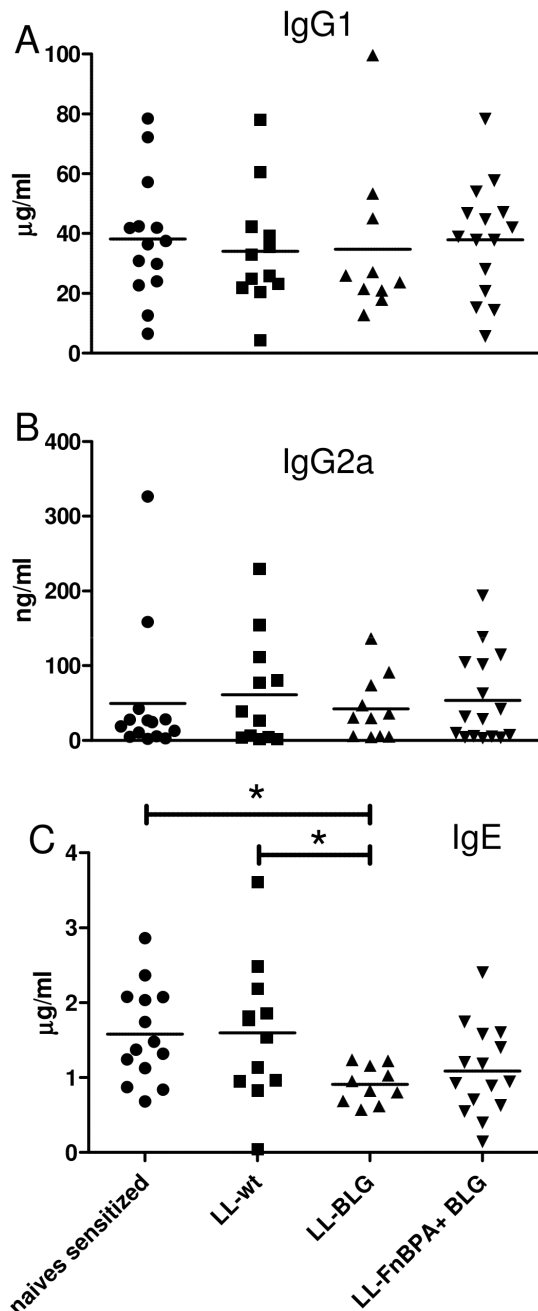 A
IgG1
100
80
60
40
20
0
µg/ml
B
IgG2a
400
300
200
100
0
ng/ml
*
*
C
IgE
4
3
2
1
0
µg/ml
naives sensitized
LL-wt
LL-BLG
LL-FnBPA+ BLG